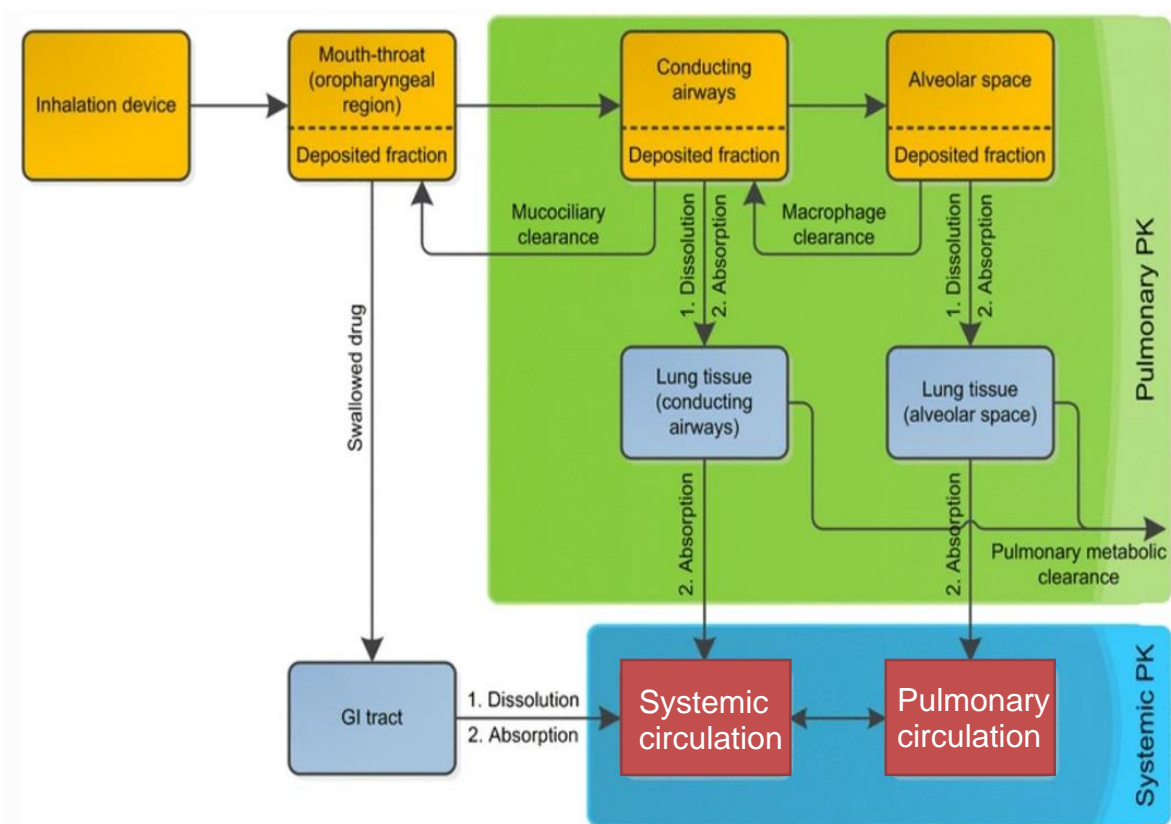 Inhalation device
Mouth-throat
(oropharyngeal
region)
Deposited fraction
Conducting
airways
Deposited fraction
Alveolar space
Deposited fraction
Mucociliary
clearance
Macrophage
clearance
1. Dissolution
2. Absorption
1. Dissolution
2. Absorption
Swallowed drug
Lung tissue
(conducting
airways)
Lung tissue
(alveolar space)
Pulmonary PK
2. Absorption
2. Absorption
Pulmonary metabolic
clearance
GI tract
1. Dissolution
2. Absorption
Systemic
circulation
Pulmonary
circulation
Systemic PK